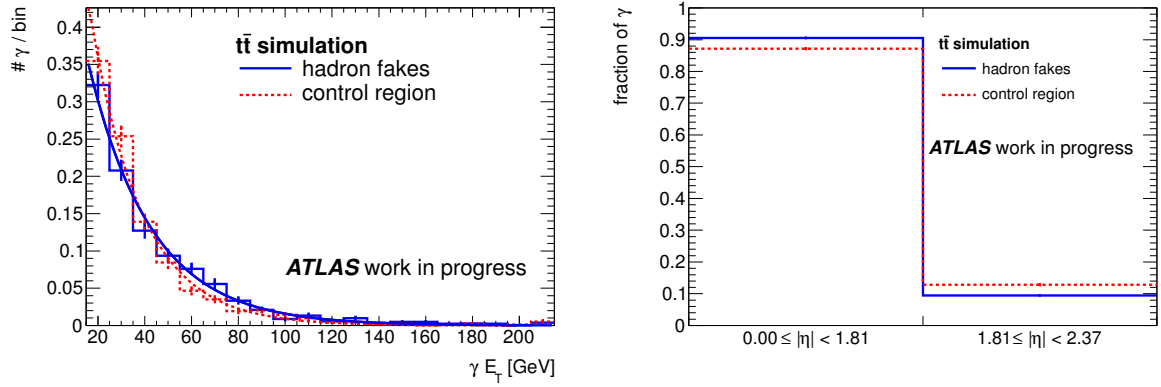 # γ / bin
0.4
0.35
0.3
0.25
0.2
0.15
0.1
0.05
0
tt̄ simulation
hadron fakes
control region
ATLAS work in progress
20 40 60 80 100 120 140 160 180 200
γ E_T [GeV]
fraction of γ
1
0.9
0.8
0.7
0.6
0.5
0.4
0.3
0.2
0.1
0
tt̄ simulation
hadron fakes
control region
ATLAS work in progress
0.00 ≤ |η| < 1.81 1.81 ≤ |η| < 2.37